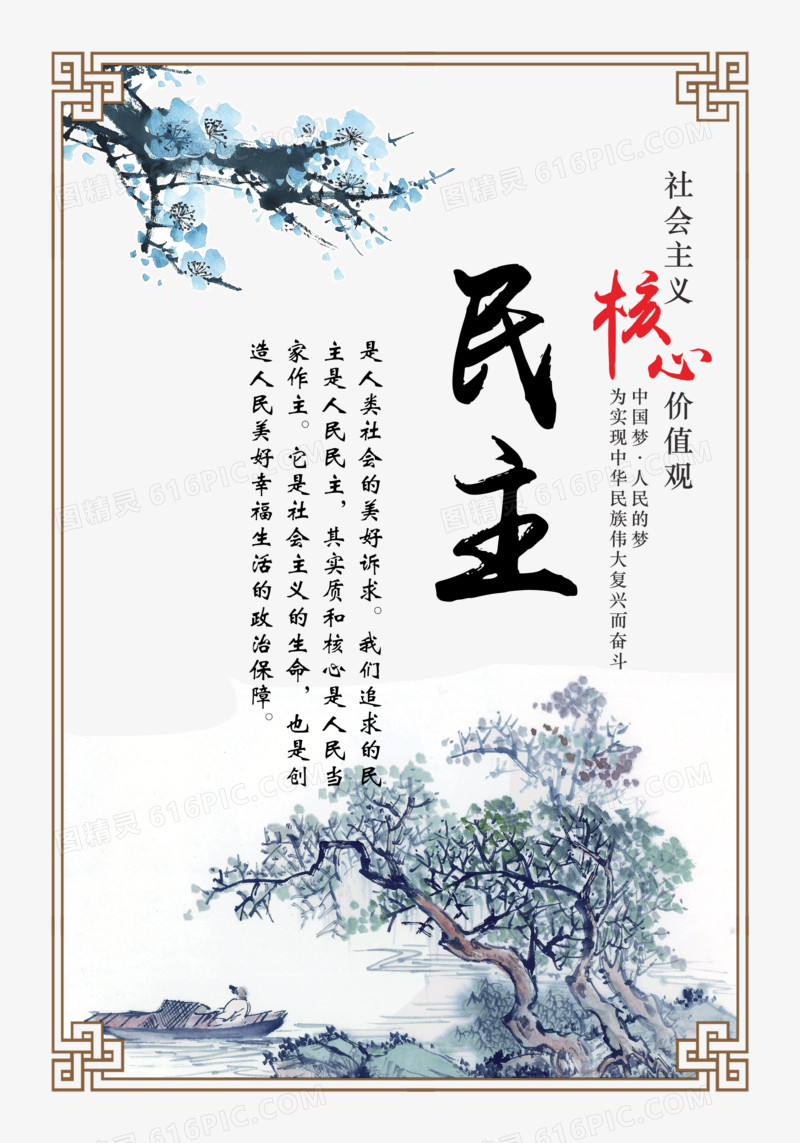 社会主义核心价值观
中国梦·人民的梦
为实现中华民族伟大复兴而奋斗
民主
是人类社会的美好诉求。我们追求的民
主是人民民主，其实质和核心是人民当
家作主。它是社会主义的生命，也是创
造人民美好幸福生活的政治保障。
图精灵 616PIC.COM